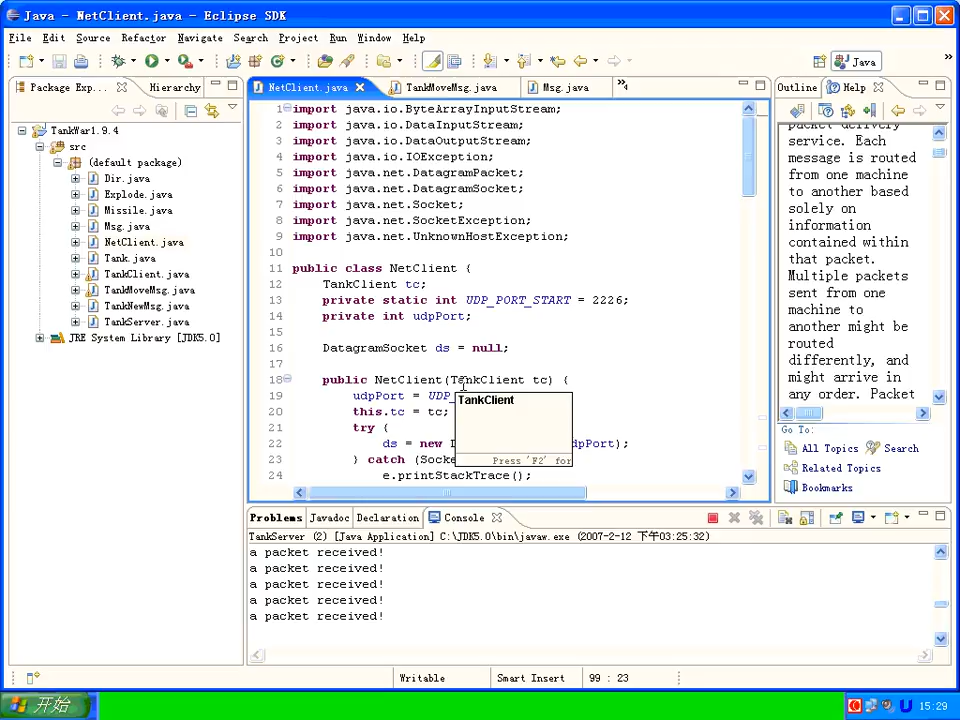 Java - NetClient.java - Eclipse SDK
File Edit Source Refactor Navigate Search Project Run Window Help
Java
Package Exp... Hierarchy
TankWar1.9.4
src
(default package)
Dir.java
Explode.java
Missile.java
Msg.java
NetClient.java
Tank.java
TankClient.java
TankMoveMsg.java
TankNewMsg.java
TankServer.java
JRE System Library [JDK5.0]
NetClient.java TankMoveMsg.java Msg.java
1 import java.io.ByteArrayInputStream;
2 import java.io.DataInputStream;
3 import java.io.DataOutputStream;
4 import java.io.IOException;
5 import java.net.DatagramPacket;
6 import java.net.DatagramSocket;
7 import java.net.Socket;
8 import java.net.SocketException;
9 import java.net.UnknownHostException;
10
11 public class NetClient {
12 TankClient tc;
13 private static int UDP_PORT_START = 2226;
14 private int udpPort;
15
16 DatagramSocket ds = null;
17
18 public NetClient(TankClient tc) {
19 udpPort = UDP_
20 this.tc = tc;
21 try {
22 ds = new D dpPort);
23 } catch (Socke
24 e.printStackTrace();
TankClient
Press 'F2' for
Outline Help
packet delivery
service. Each
message is routed
from one machine
to another based
solely on
information
contained within
that packet.
Multiple packets
sent from one
machine to
another might be
routed
differently, and
might arrive in
any order. Packet
Go To:
All Topics Search
Related Topics
Bookmarks
Problems Javadoc Declaration Console
TankServer (2) [Java Application] C:\JDK5.0\bin\javaw.exe (2007-2-12 下午03:25:32)
a packet received!
a packet received!
a packet received!
a packet received!
a packet received!
Writable Smart Insert 99 : 23
开始
15:29